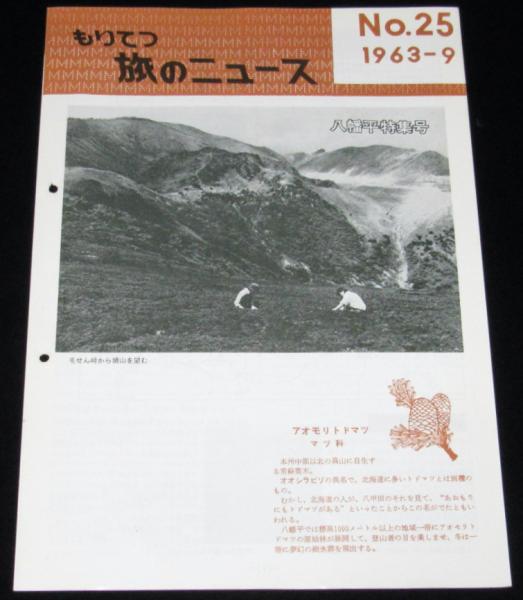 もりてつ
旅のニュース
No.25
1963-9
八幡平特集号
毛せん峠から焼山を望む
アオモリトドマツ
マツ科
本州中部以北の高山に自生す
る常緑喬木。
オオシラビソの異名で、北海道に多いトドマツとは別種の
もの。
むかし、北海道の人が、八甲田のそれを見て、“あおもり
にもトドマツがある”といったことからこの名がでたともい
われる。
八幡平では標高1000メートル以上の地域一帯にアオモリト
ドマツの原始林が展開して、登山者の目を楽しませ、冬は一
帯に夢幻の樹氷群を現出する。